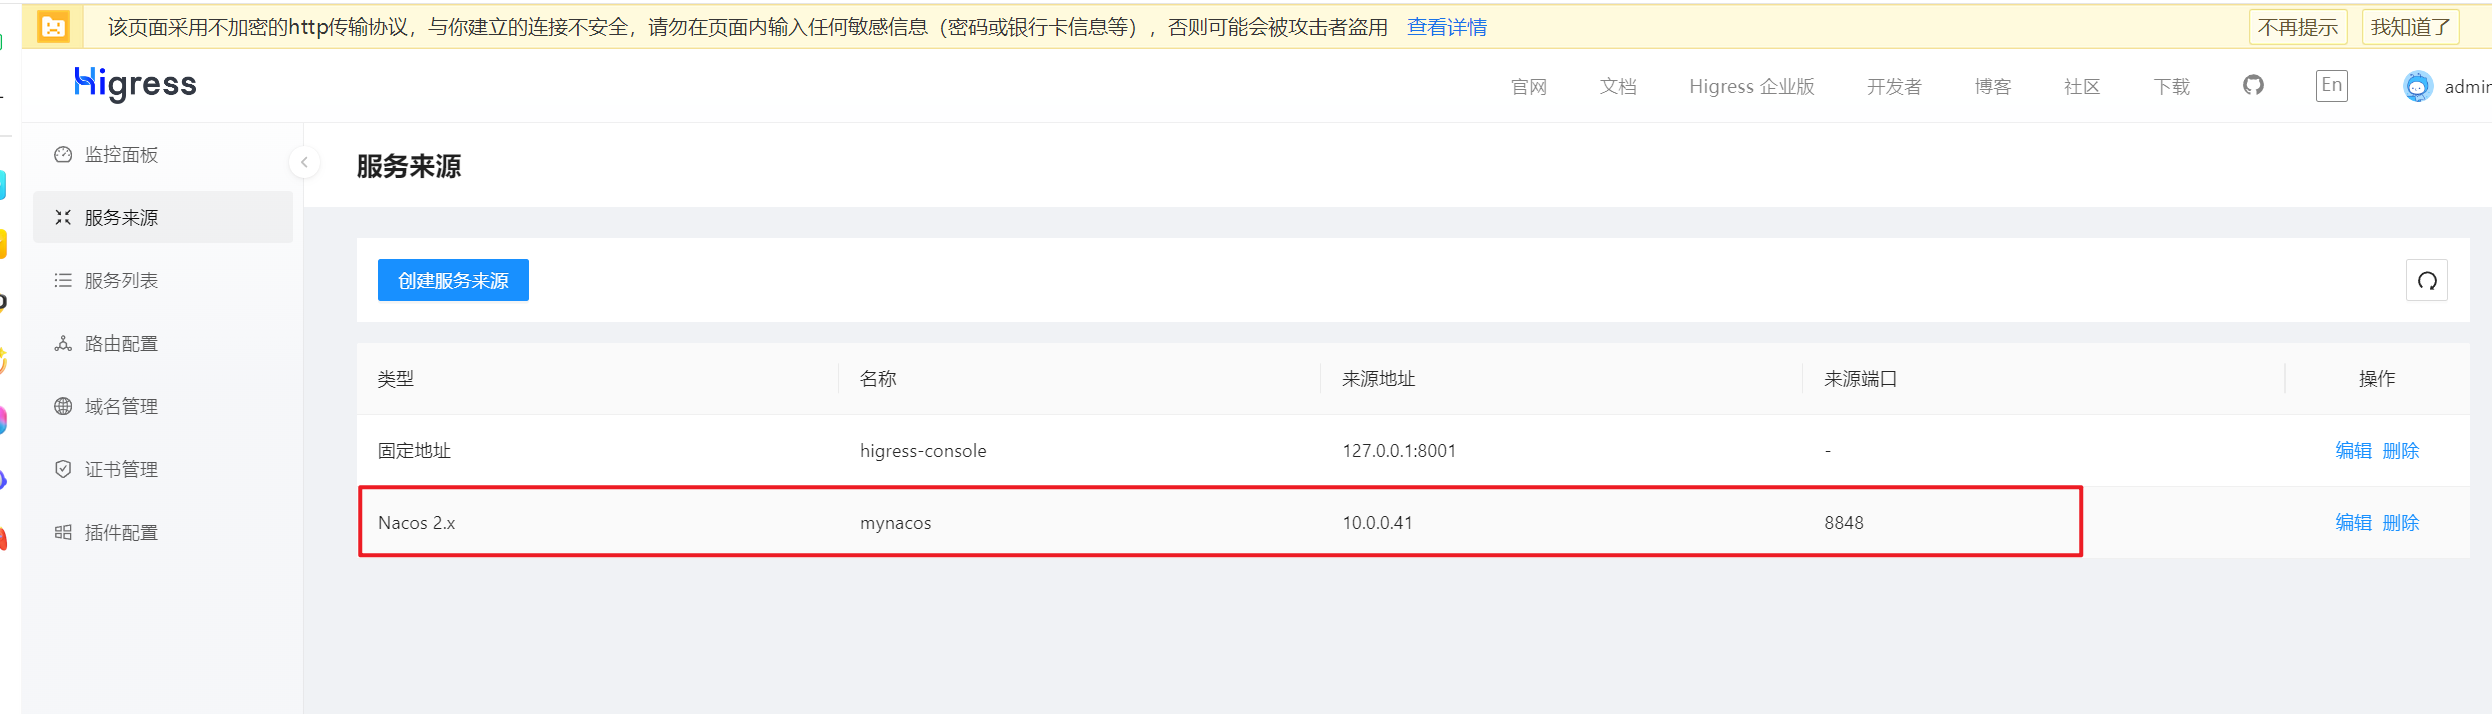 该页面采用不加密的http传输协议，与你建立的连接不安全，请勿在页面内输入任何敏感信息（密码或银行卡信息等），否则可能会被攻击者盗用 查看详情 不再提示 我知道了
Higress 官网 文档 Higress 企业版 开发者 博客 社区 下载 En admin
监控面板
服务来源
服务列表
路由配置
域名管理
证书管理
插件配置
服务来源
创建服务来源
类型 名称 来源地址 来源端口 操作
固定地址 higress-console 127.0.0.1:8001 - 编辑 删除
Nacos 2.x mynacos 10.0.0.41 8848 编辑 删除